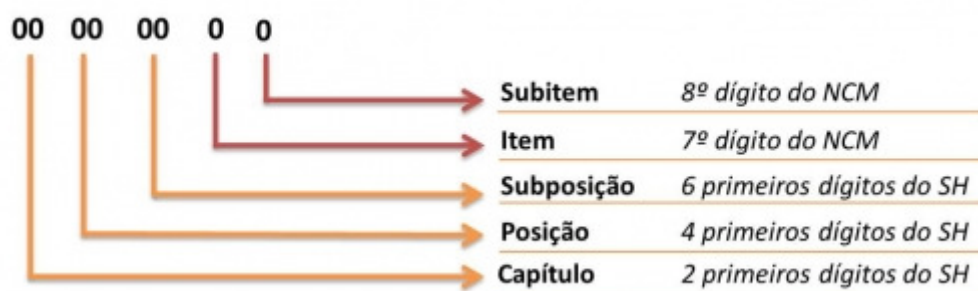 00 00 00 0 0
Subitem 8º dígito do NCM
Item 7º dígito do NCM
Subposição 6 primeiros dígitos do SH
Posição 4 primeiros dígitos do SH
Capítulo 2 primeiros dígitos do SH